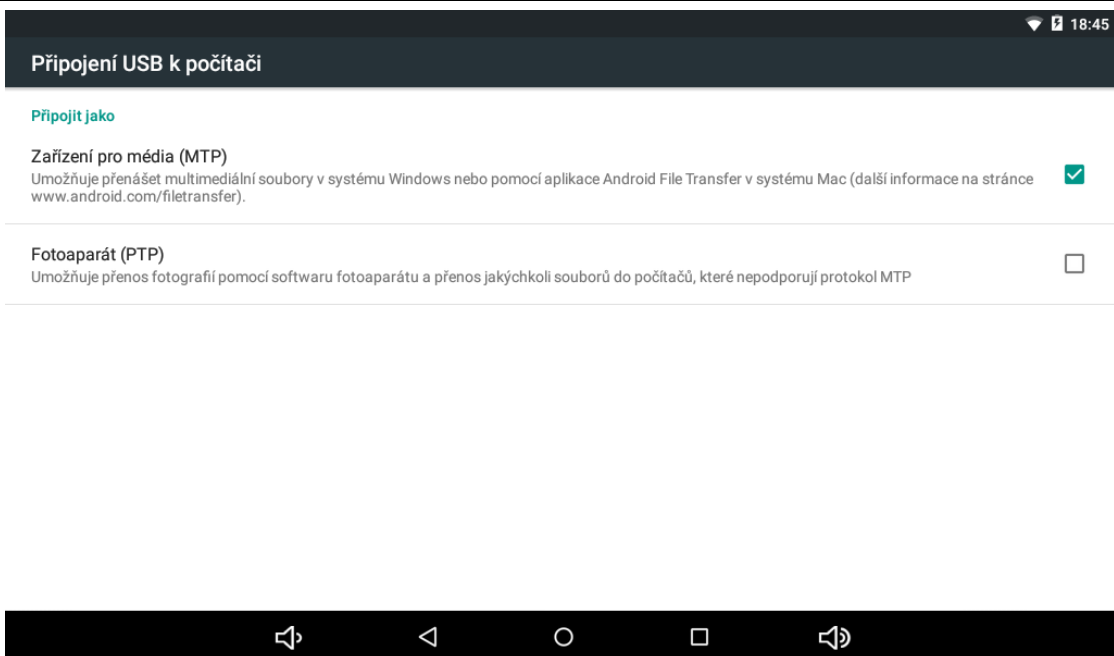 18:45
Připojení USB k počítači
Připojit jako
Zařízení pro média (MTP)
Umožňuje přenášet multimediální soubory v systému Windows nebo pomocí aplikace Android File Transfer v systému Mac (další informace na stránce
www.android.com/filetransfer).
Fotoaparát (PTP)
Umožňuje přenos fotografií pomocí softwaru fotoaparátu a přenos jakýchkoli souborů do počítačů, které nepodporují protokol MTP